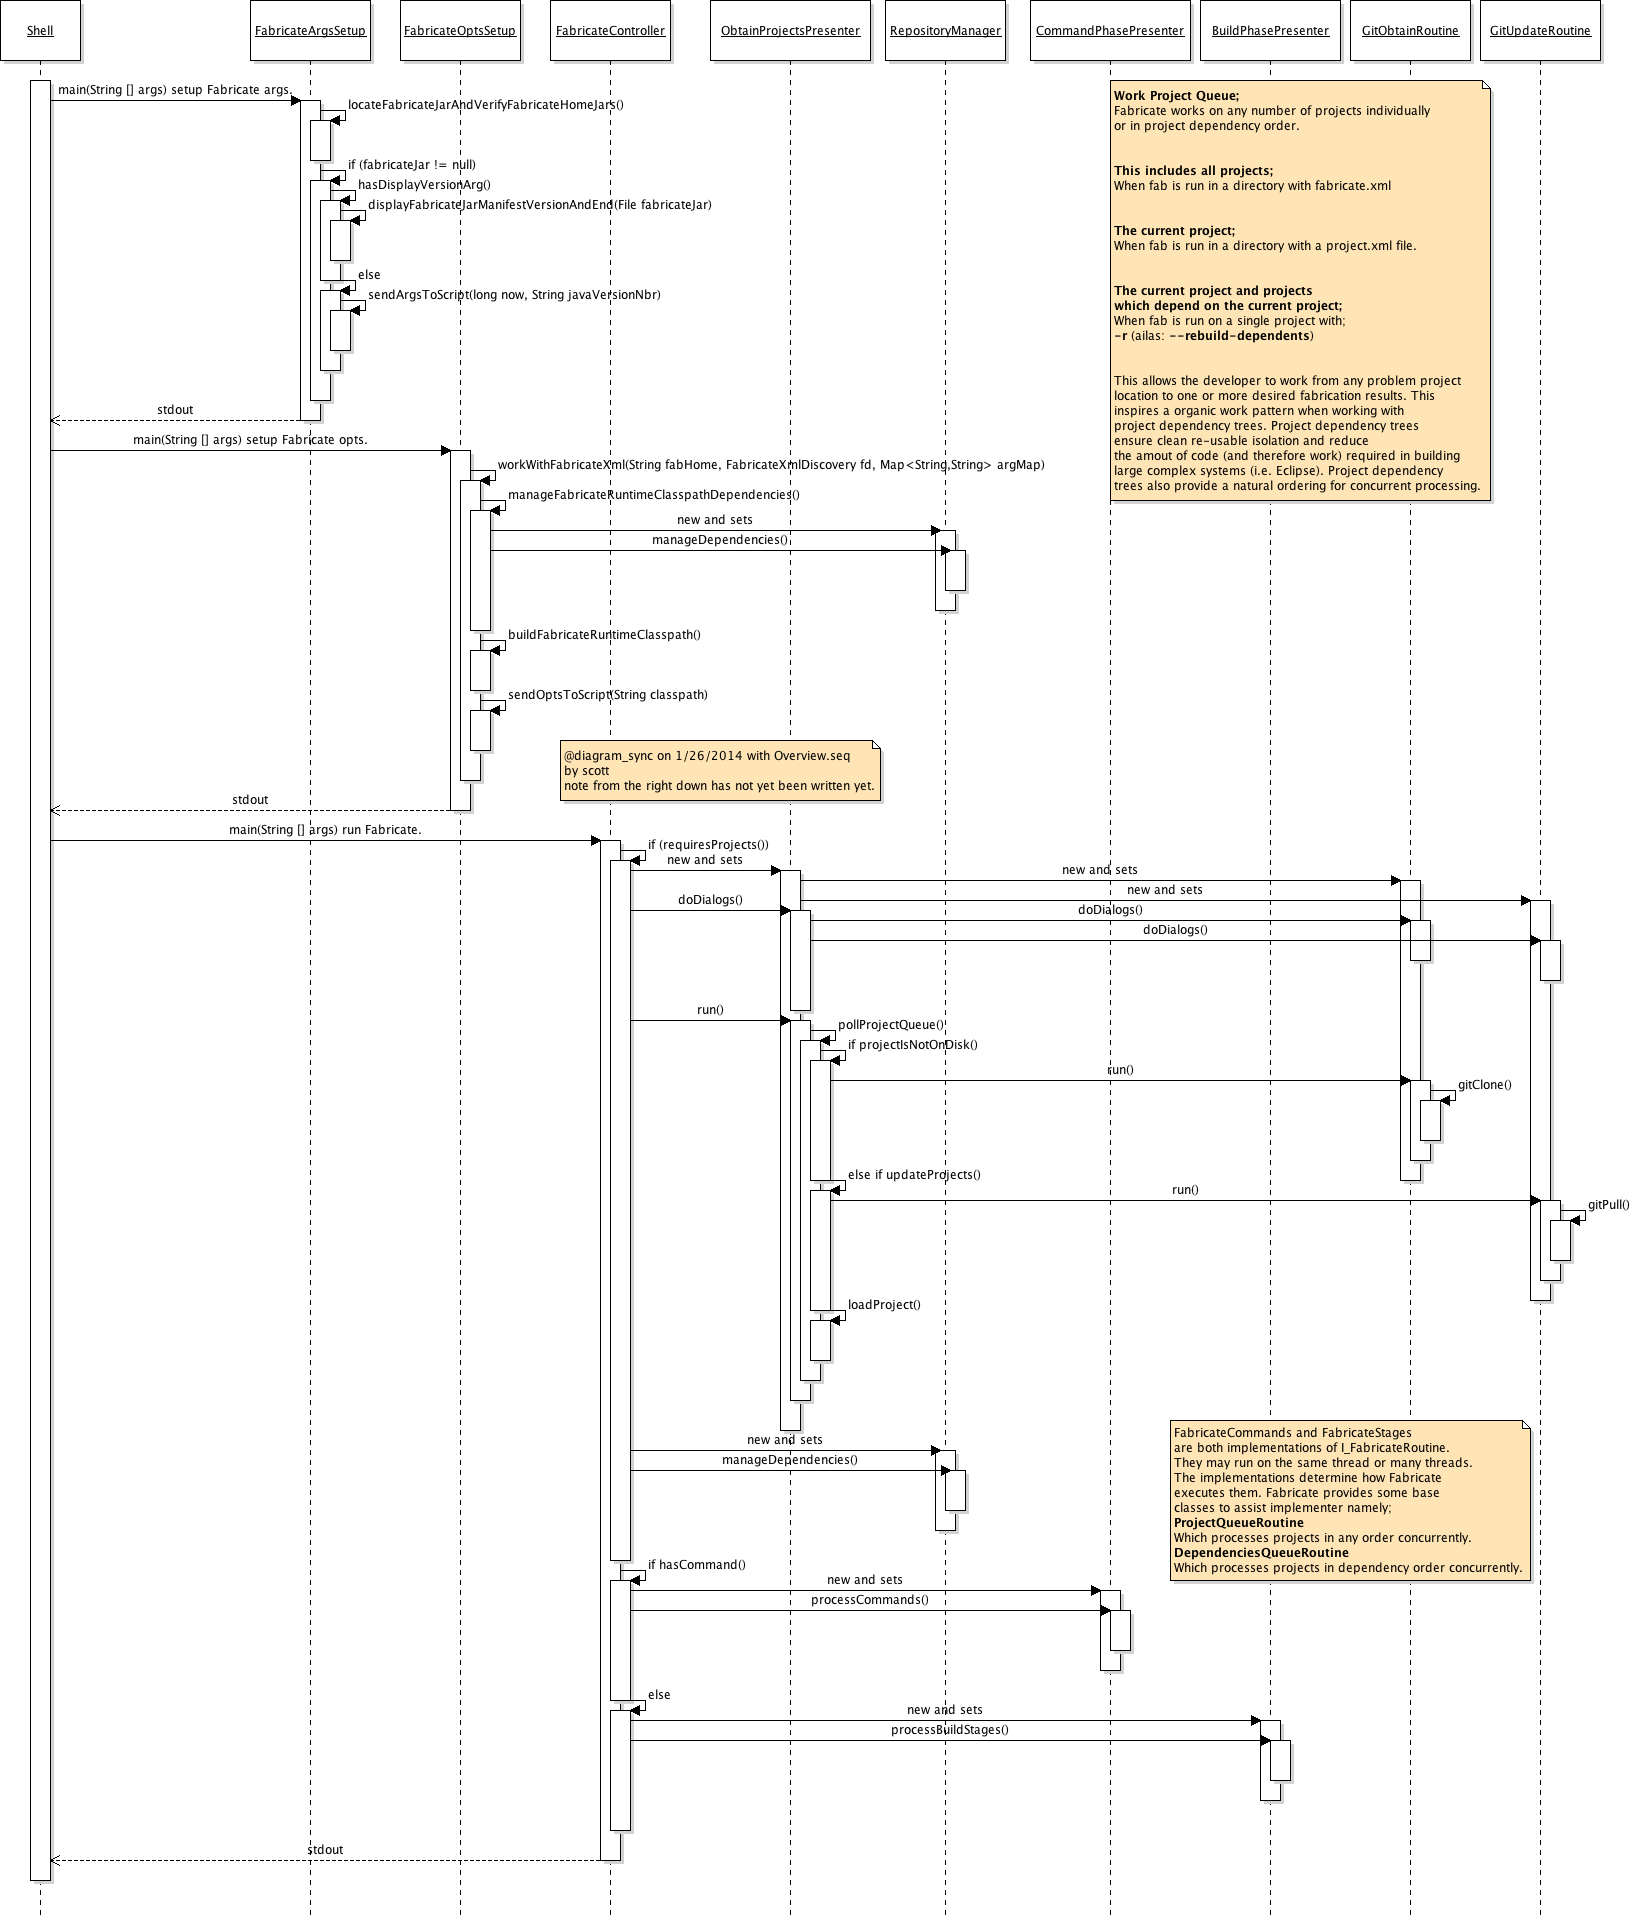 Shell
FabricateArgsSetup
FabricateOptsSetup
FabricateController
ObtainProjectsPresenter
RepositoryManager
CommandPhasePresenter
BuildPhasePresenter
GitObtainRoutine
GitUpdateRoutine
main(String [] args) setup Fabricate args.
locateFabricateJarAndVerifyFabricateHomeJars()
if (fabricateJar != null)
hasDisplayVersionArg()
displayFabricateJarManifestVersionAndEnd(File fabricateJar)
else
sendArgsToScript(long now, String javaVersionNbr)
stdout
Work Project Queue;
Fabricate works on any number of projects individually
or in project dependency order.
This includes all projects;
When fab is run in a directory with fabricate.xml
The current project;
When fab is run in a directory with a project.xml file.
The current project and projects
which depend on the current project;
When fab is run on a single project with;
-r (ailas: --rebuild-dependents)
This allows the developer to work from any problem project
location to one or more desired fabrication results. This
inspires a organic work pattern when working with
project dependency trees. Project dependency trees
ensure clean re-usable isolation and reduce
the amout of code (and therefore work) required in building
large complex systems (i.e. Eclipse). Project dependency
trees also provide a natural ordering for concurrent processing.
main(String [] args) setup Fabricate opts.
workWithFabricateXml(String fabHome, FabricateXmlDiscovery fd, Map<String,String> argMap)
manageFabricateRuntimeClasspathDependencies()
new and sets
manageDependencies()
buildFabricateRuntimeClasspath()
sendOptsToScript(String classpath)
@diagram_sync on 1/26/2014 with Overview.seq
by scott
note from the right down has not yet been written yet.
stdout
main(String [] args) run Fabricate.
if (requiresProjects())
new and sets
new and sets
new and sets
doDialogs()
doDialogs()
doDialogs()
run()
pollProjectQueue()
if projectIsNotOnDisk()
run()
gitClone()
else if updateProjects()
run()
gitPull()
loadProject()
new and sets
manageDependencies()
FabricateCommands and FabricateStages
are both implementations of I_FabricateRoutine.
They may run on the same thread or many threads.
The implementations determine how Fabricate
executes them. Fabricate provides some base
classes to assist implementer namely;
ProjectQueueRoutine
Which processes projects in any order concurrently.
DependenciesQueueRoutine
Which processes projects in dependency order concurrently.
if hasCommand()
new and sets
processCommands()
else
new and sets
processBuildStages()
stdout